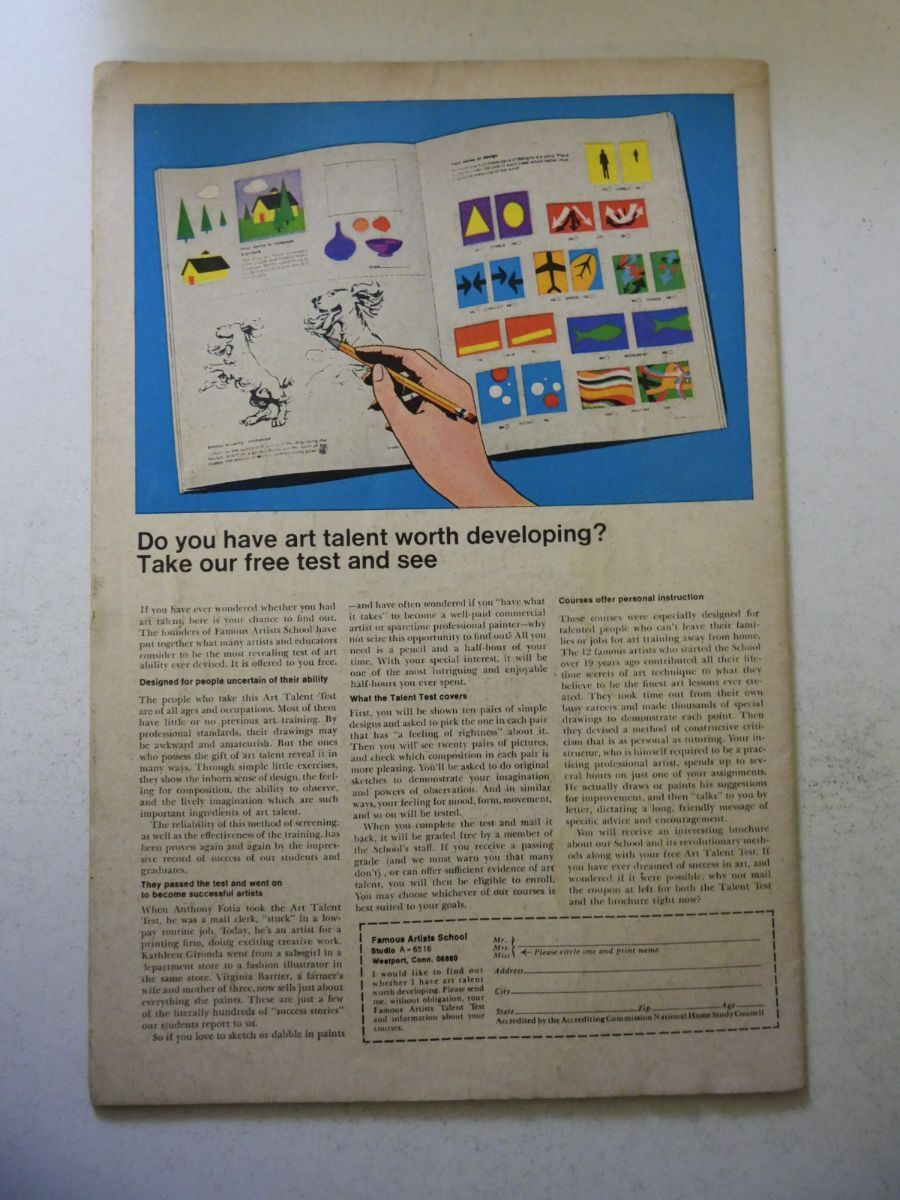 Your sense of design
Your ability to compose
a picture
Do you have art talent worth developing?
Take our free test and see
If you have ever wondered whether you had
art talent, here is your chance to find out.
The founders of Famous Artists School have
put together what many artists and educators
consider to be the most revealing test of art
ability ever devised. It is offered to you free.
Designed for people uncertain of their ability
The people who take this Art Talent Test
are of all ages and occupations. Most of them
have little or no previous art training. By
professional standards, their drawings may
be awkward and amateurish. But the ones
who possess the gift of art talent reveal it in
many ways. Through simple little exercises,
they show the inborn sense of design, the feel-
ing for composition, the ability to observe,
and the lively imagination which are such
important ingredients of art talent.
The reliability of this method of screening,
as well as the effectiveness of the training, has
been proven again and again by the impres-
sive record of success of our students and
graduates.
They passed the test and went on
to become successful artists
When Anthony Fotia took the Art Talent
Test, he was a mail clerk, "stuck" in a low-
pay routine job. Today, he's an artist for a
printing firm, doing exciting creative work.
Kathleen Gironda went from a salesgirl in a
department store to a fashion illustrator in
the same store. Virginia Bartter, a farmer's
wife and mother of three, now sells just about
everything she paints. These are just a few
of the literally hundreds of "success stories"
our students report to us.
So if you love to sketch or dabble in paints
—and have often wondered if you "have what
it takes" to become a well-paid commercial
artist or sparetime professional painter—why
not seize this opportunity to find out? All you
need is a pencil and a half-hour of your
time. With your special interest, it will be
one of the most intriguing and enjoyable
half-hours you ever spent.
What the Talent Test covers
First, you will be shown ten pairs of simple
designs and asked to pick the one in each pair
that has "a feeling of rightness" about it.
Then you will see twenty pairs of pictures,
and check which composition in each pair is
more pleasing. You'll be asked to do original
sketches to demonstrate your imagination
and powers of observation. And in similar
ways, your feeling for mood, form, movement,
and so on will be tested.
When you complete the test and mail it
back, it will be graded free by a member of
the School's staff. If you receive a passing
grade (and we must warn you that many
don't), or can offer sufficient evidence of art
talent, you will then be eligible to enroll.
You may choose whichever of our courses is
best suited to your goals.
Courses offer personal instruction
These courses were especially designed for
talented people who can't leave their fami-
lies or jobs for art training away from home.
The 12 famous artists who started the School
over 19 years ago contributed all their life-
time secrets of art technique to what they
believe to be the finest art lessons ever cre-
ated. They took time out from their own
busy careers and made thousands of special
drawings to demonstrate each point. Then
they devised a method of constructive criti-
cism that is as personal as tutoring. Your in-
structor, who is himself required to be a prac-
ticing professional artist, spends up to sev-
eral hours on just one of your assignments.
He actually draws or paints his suggestions
for improvement, and then "talks" to you by
letter, dictating a long, friendly message of
specific advice and encouragement.
You will receive an interesting brochure
about our School and its revolutionary meth-
ods along with your free Art Talent Test. If
you have ever dreamed of success in art, and
wondered if it were possible, why not mail
the coupon at left for both the Talent Test
and the brochure right now?
Famous Artists School
Studio A-6516
Westport, Conn. 06880
I would like to find out
whether I have art talent
worth developing. Please send
me, without obligation, your
Famous Artists Talent Test
and information about your
courses.
Mr.
Mrs.
Miss
Please circle one and print name
Address
City
State Zip Age
Accredited by the Accrediting Commission National Home Study Council